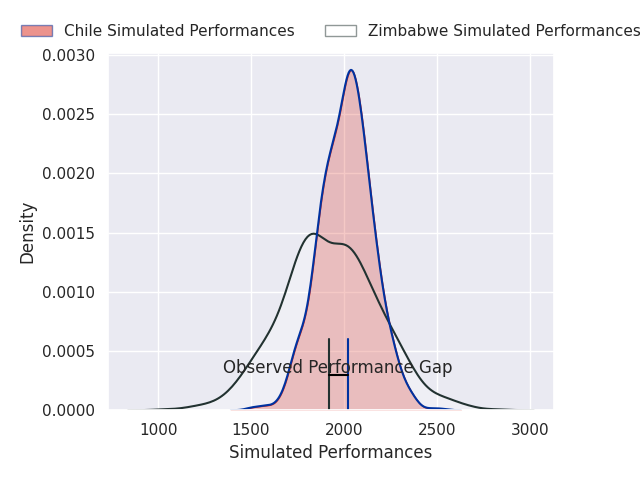 Chile Simulated Performances
Zimbabwe Simulated Performances
0.0030
0.0025
0.0020
0.0015
0.0010
0.0005
0.0000
Density
Observed Performance Gap
1000 1500 2000 2500 3000
Simulated Performances